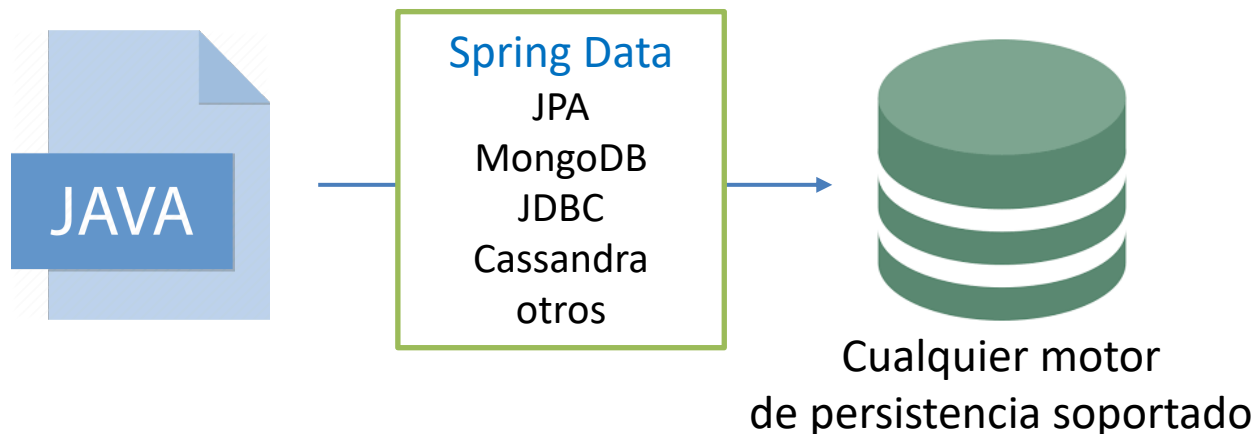 JAVA
Spring Data
JPA
MongoDB
JDBC
Cassandra
otros
Cualquier motor
de persistencia soportado